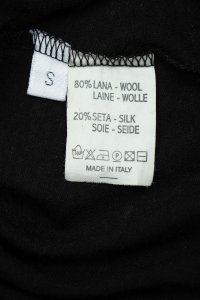 S
80% LANA - WOOL
LAINE - WOLLE
20% SETA - SILK
SOIE - SEIDE
MADE IN ITALY